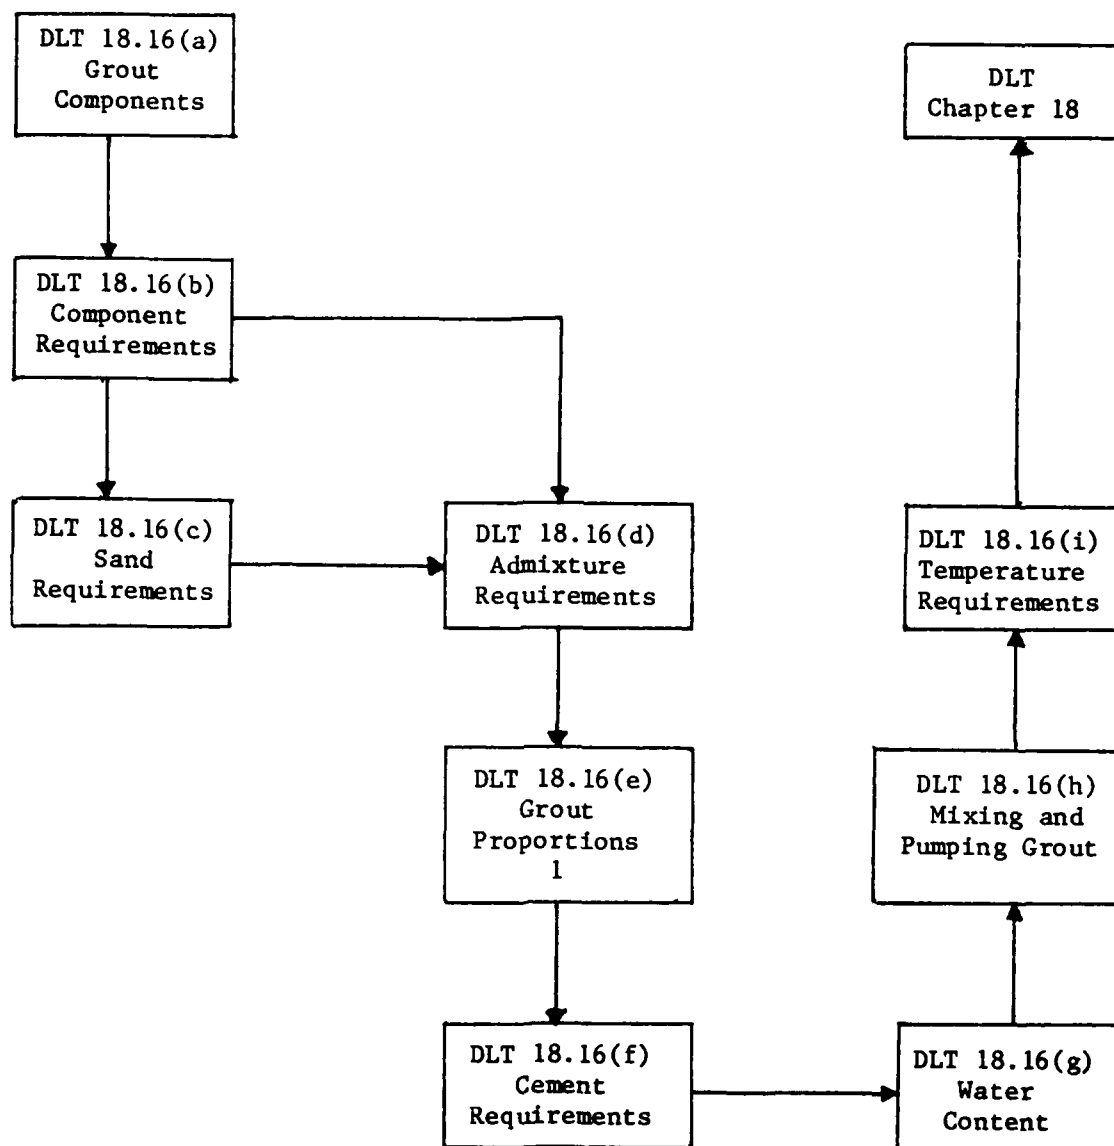 DLT 18.16(a)
Grout
Components
DLT
Chapter 18
DLT 18.16(b)
Component
Requirements
DLT 18.16(c)
Sand
Requirements
DLT 18.16(d)
Admixture
Requirements
DLT 18.16(i)
Temperature
Requirements
DLT 18.16(e)
Grout
Proportions
1
DLT 18.16(h)
Mixing and
Pumping Grout
DLT 18.16(f)
Cement
Requirements
DLT 18.16(g)
Water
Content